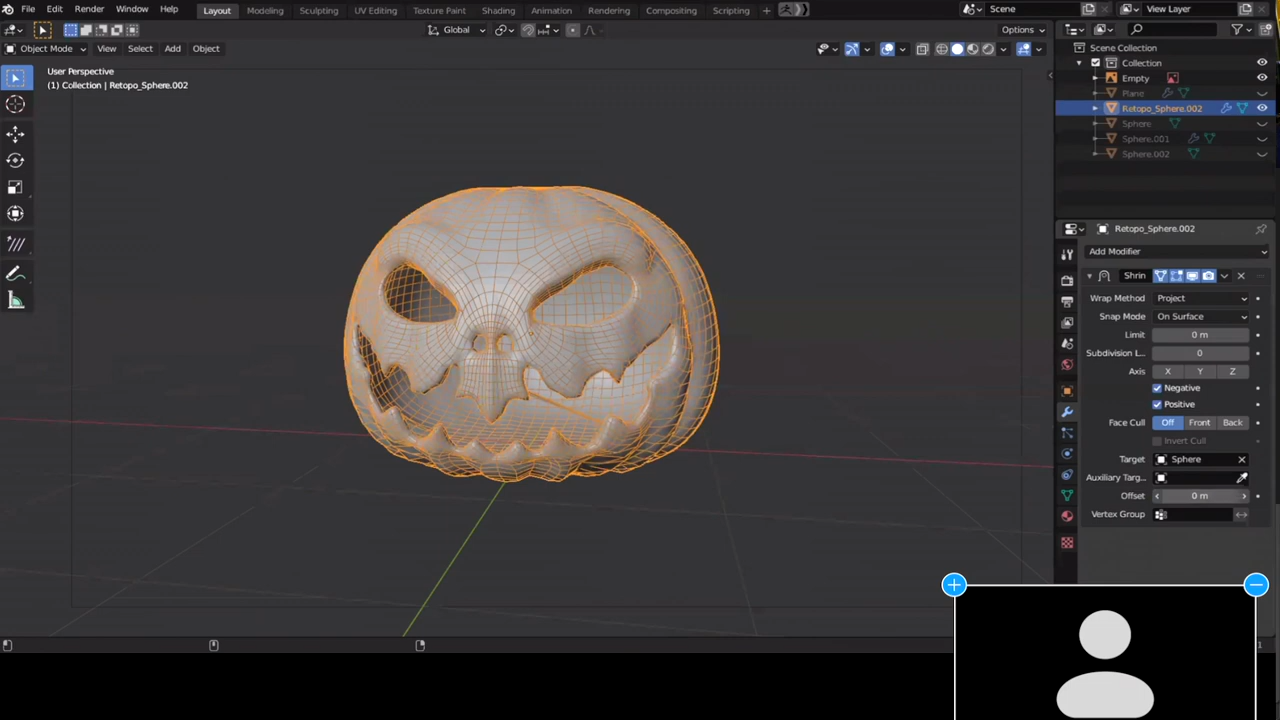 File Edit Render Window Help Layout Modeling Sculpting UV Editing Texture Paint Shading Animation Rendering Compositing Scripting + Scene View Layer
Global Options
Object Mode View Select Add Object
User Perspective
(1) Collection | Retopo_Sphere.002
Scene Collection
Collection
Empty
Plane
Retopo_Sphere.002
Sphere
Sphere.001
Sphere.002
Retopo_Sphere.002
Add Modifier
Shrin
Wrap Method Project
Snap Mode On Surface
Limit 0 m
Subdivision L... 0
Axis X Y Z
Negative
Positive
Face Cull Off Front Back
Invert Cull
Target Sphere
Auxiliary Targ...
Offset 0 m
Vertex Group
1